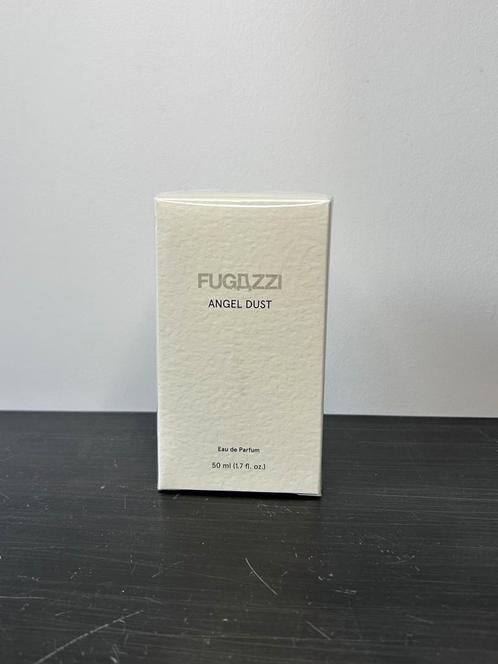 FUGAZZI
ANGEL DUST
Eau de Parfum
50 ml (1.7 fl. oz.)